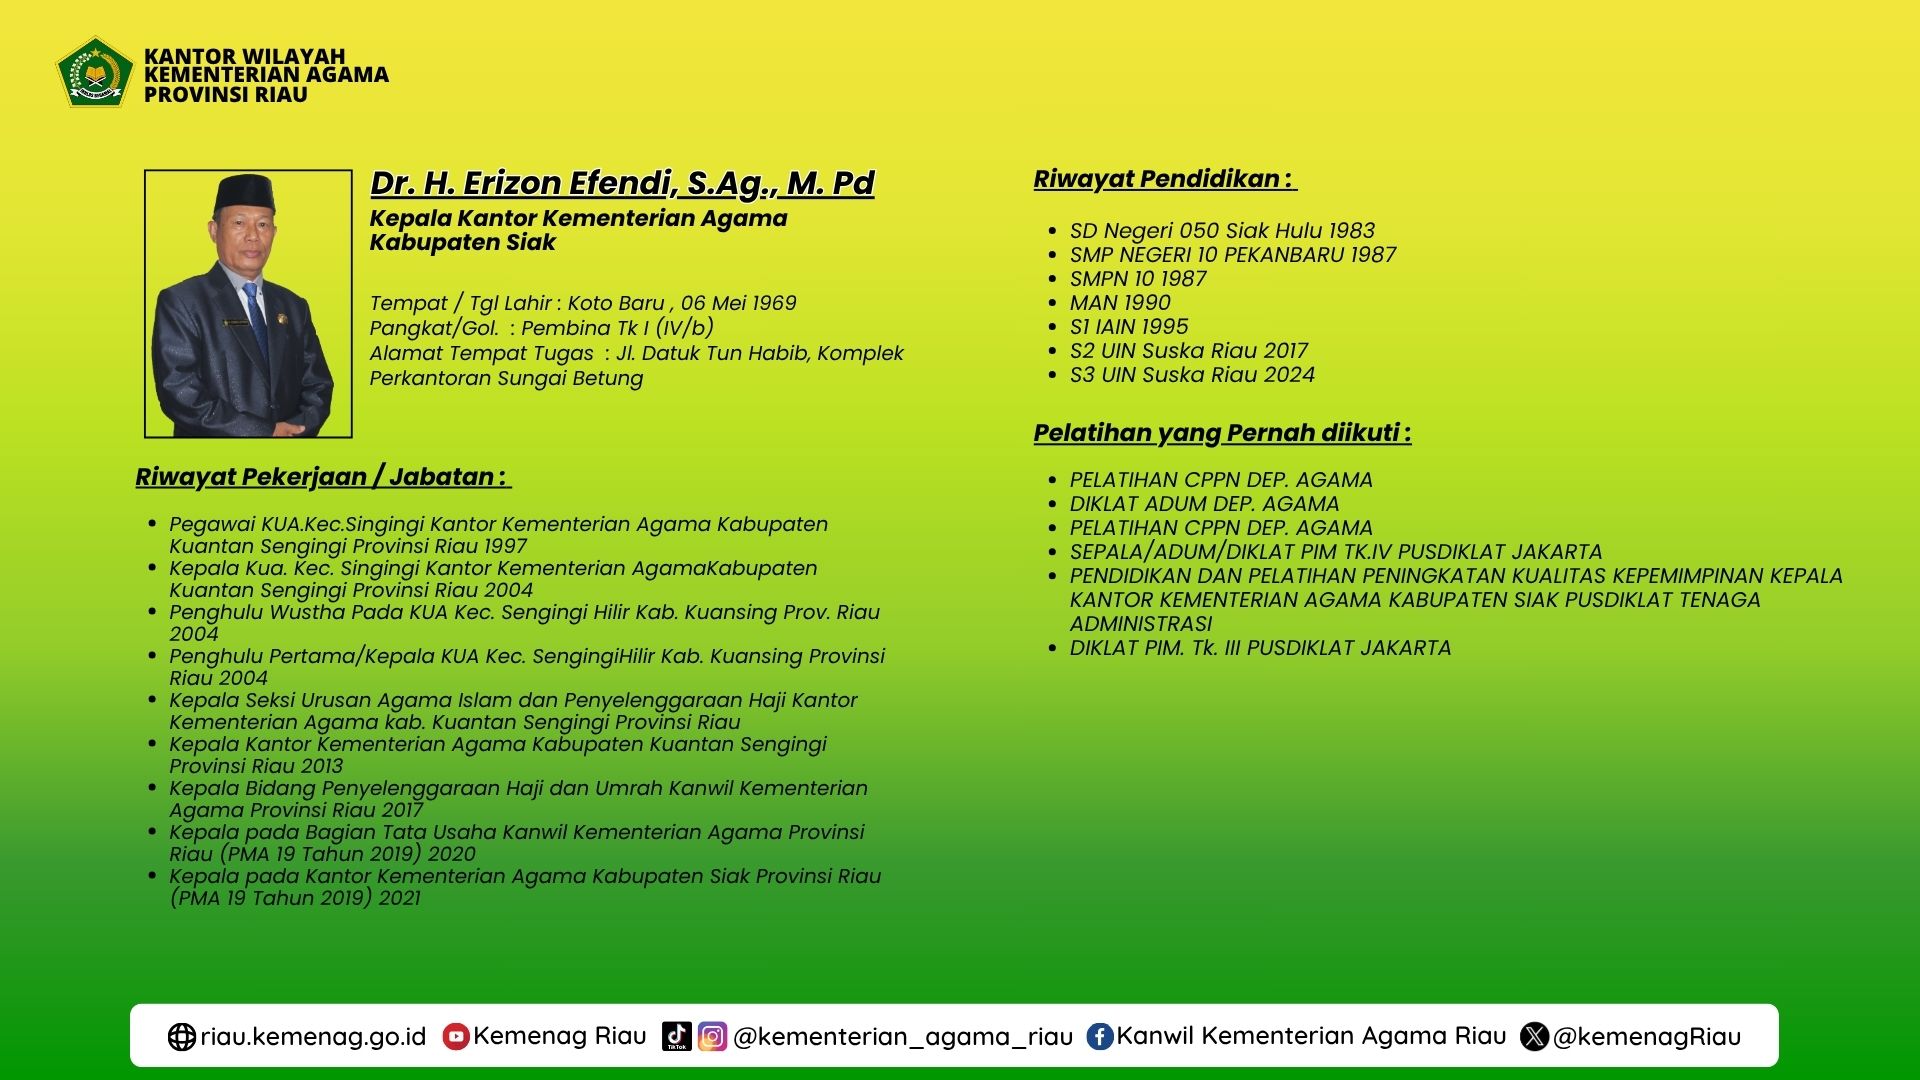 KANTOR WILAYAH
KEMENTERIAN AGAMA
PROVINSI RIAU
Dr. H. Erizon Efendi, S.Ag., M. Pd
Kepala Kantor Kementerian Agama
Kabupaten Siak
Tempat / Tgl Lahir : Koto Baru , 06 Mei 1969
Pangkat/Gol.  : Pembina Tk I (IV/b)
Alamat Tempat Tugas  : Jl. Datuk Tun Habib, Komplek
Perkantoran Sungai Betung
Riwayat Pekerjaan / Jabatan :
• Pegawai KUA.Kec.Singingi Kantor Kementerian Agama Kabupaten
Kuantan Sengingi Provinsi Riau 1997
• Kepala Kua. Kec. Singingi Kantor Kementerian AgamaKabupaten
Kuantan Sengingi Provinsi Riau 2004
• Penghulu Wustha Pada KUA Kec. Sengingi Hilir Kab. Kuansing Prov. Riau
2004
• Penghulu Pertama/Kepala KUA Kec. SengingiHilir Kab. Kuansing Provinsi
Riau 2004
• Kepala Seksi Urusan Agama Islam dan Penyelenggaraan Haji Kantor
Kementerian Agama kab. Kuantan Sengingi Provinsi Riau
• Kepala Kantor Kementerian Agama Kabupaten Kuantan Sengingi
Provinsi Riau 2013
• Kepala Bidang Penyelenggaraan Haji dan Umrah Kanwil Kementerian
Agama Provinsi Riau 2017
• Kepala pada Bagian Tata Usaha Kanwil Kementerian Agama Provinsi
Riau (PMA 19 Tahun 2019) 2020
• Kepala pada Kantor Kementerian Agama Kabupaten Siak Provinsi Riau
(PMA 19 Tahun 2019) 2021
Riwayat Pendidikan :
• SD Negeri 050 Siak Hulu 1983
• SMP NEGERI 10 PEKANBARU 1987
• SMPN 10 1987
• MAN 1990
• S1 IAIN 1995
• S2 UIN Suska Riau 2017
• S3 UIN Suska Riau 2024
Pelatihan yang Pernah diikuti :
• PELATIHAN CPPN DEP. AGAMA
• DIKLAT ADUM DEP. AGAMA
• PELATIHAN CPPN DEP. AGAMA
• SEPALA/ADUM/DIKLAT PIM TK.IV PUSDIKLAT JAKARTA
• PENDIDIKAN DAN PELATIHAN PENINGKATAN KUALITAS KEPEMIMPINAN KEPALA
KANTOR KEMENTERIAN AGAMA KABUPATEN SIAK PUSDIKLAT TENAGA
ADMINISTRASI
• DIKLAT PIM. Tk. III PUSDIKLAT JAKARTA
riau.kemenag.go.id Kemenag Riau TikTok @kementerian_agama_riau Kanwil Kementerian Agama Riau @kemenagRiau